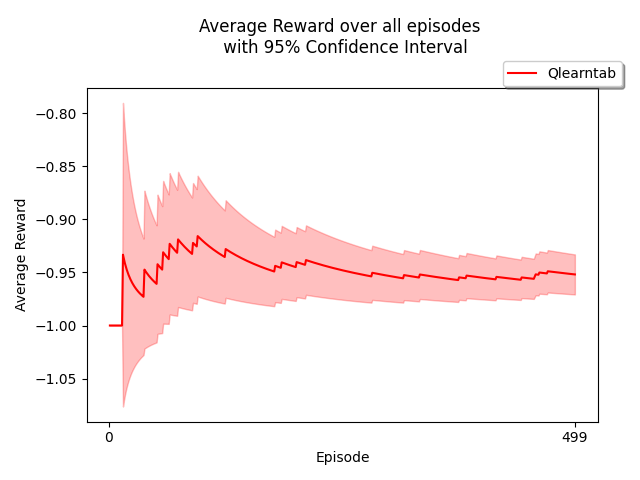 Average Reward over all episodes
with 95% Confidence Interval
Qlearntab
−0.80
−0.85
−0.90
−0.95
−1.00
−1.05
Average Reward
0
499
Episode